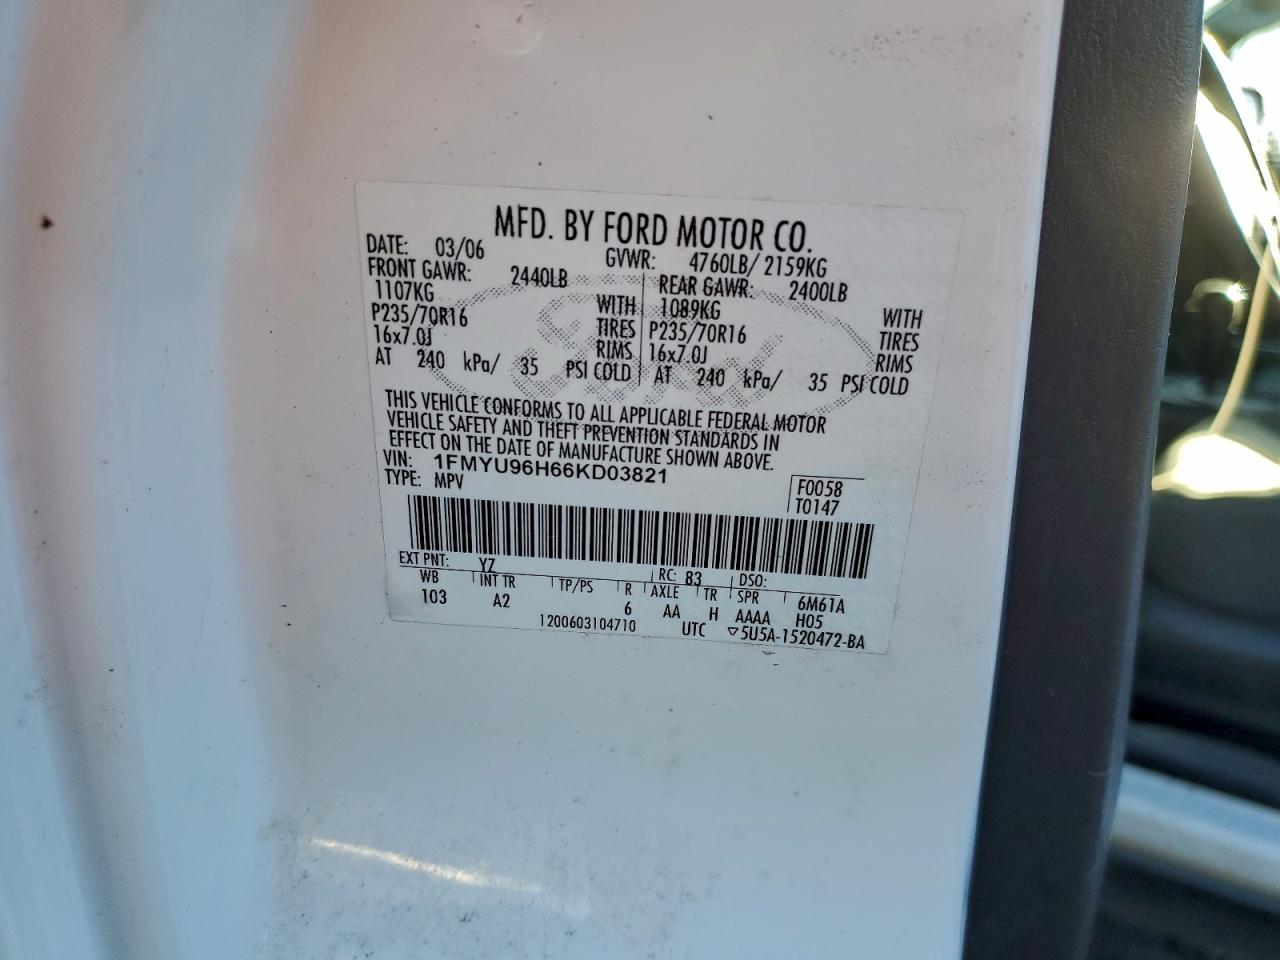 MFD. BY FORD MOTOR CO.
DATE: 03/06 GVWR: 4760LB/ 2159KG
FRONT GAWR: 2440LB REAR GAWR: 2400LB
1107KG WITH 1089KG WITH
P235/70R16 TIRES P235/70R16 TIRES
16x7.0J RIMS 16x7.0J RIMS
AT 240 kPa/ 35 PSI COLD AT 240 kPa/ 35 PSI COLD
THIS VEHICLE CONFORMS TO ALL APPLICABLE FEDERAL MOTOR
VEHICLE SAFETY AND THEFT PREVENTION STANDARDS IN
EFFECT ON THE DATE OF MANUFACTURE SHOWN ABOVE.
VIN: 1FMYU96H66KD03821
TYPE: MPV F0058
T0147
EXT PNT: YZ RC: 83 DSO:
WB INT TR TP/PS R AXLE TR SPR 6M61A
103 A2 6 AA H AAAA H05
1200603104710 UTC ▽5U5A-1520472-BA
Ford